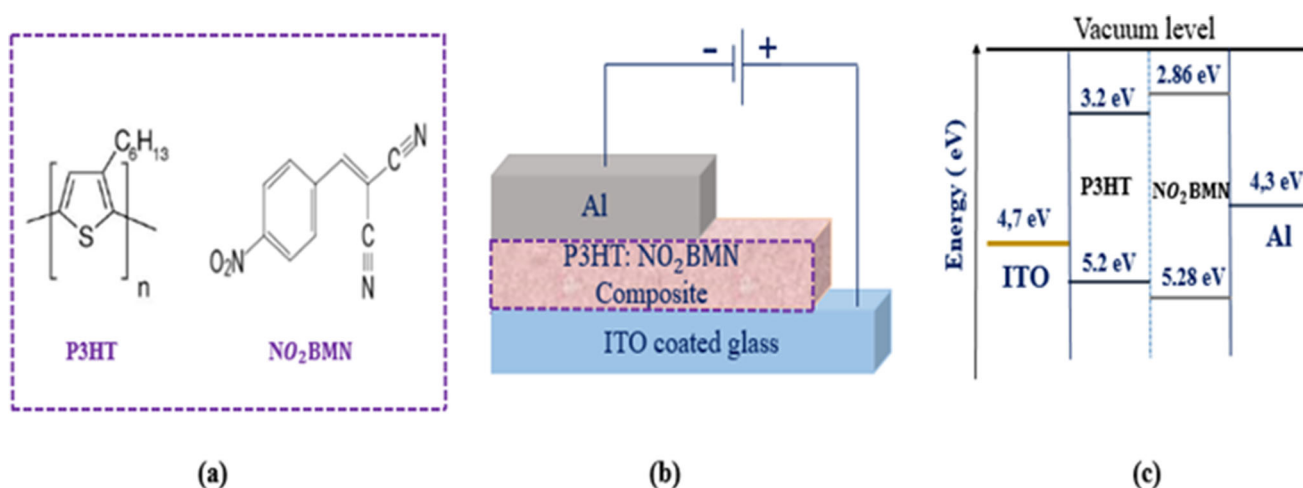 C₆H₁₃
S
n
P3HT
N
C
C
N
O₂N
NO₂BMN
(a)
- +
Al
P3HT: NO₂BMN
Composite
ITO coated glass
(b)
Vacuum level
Energy ( eV)
2.86 eV
3.2 eV
P3HT
NO₂BMN
4,7 eV
4,3 eV
ITO
Al
5.2 eV
5.28 eV
(c)